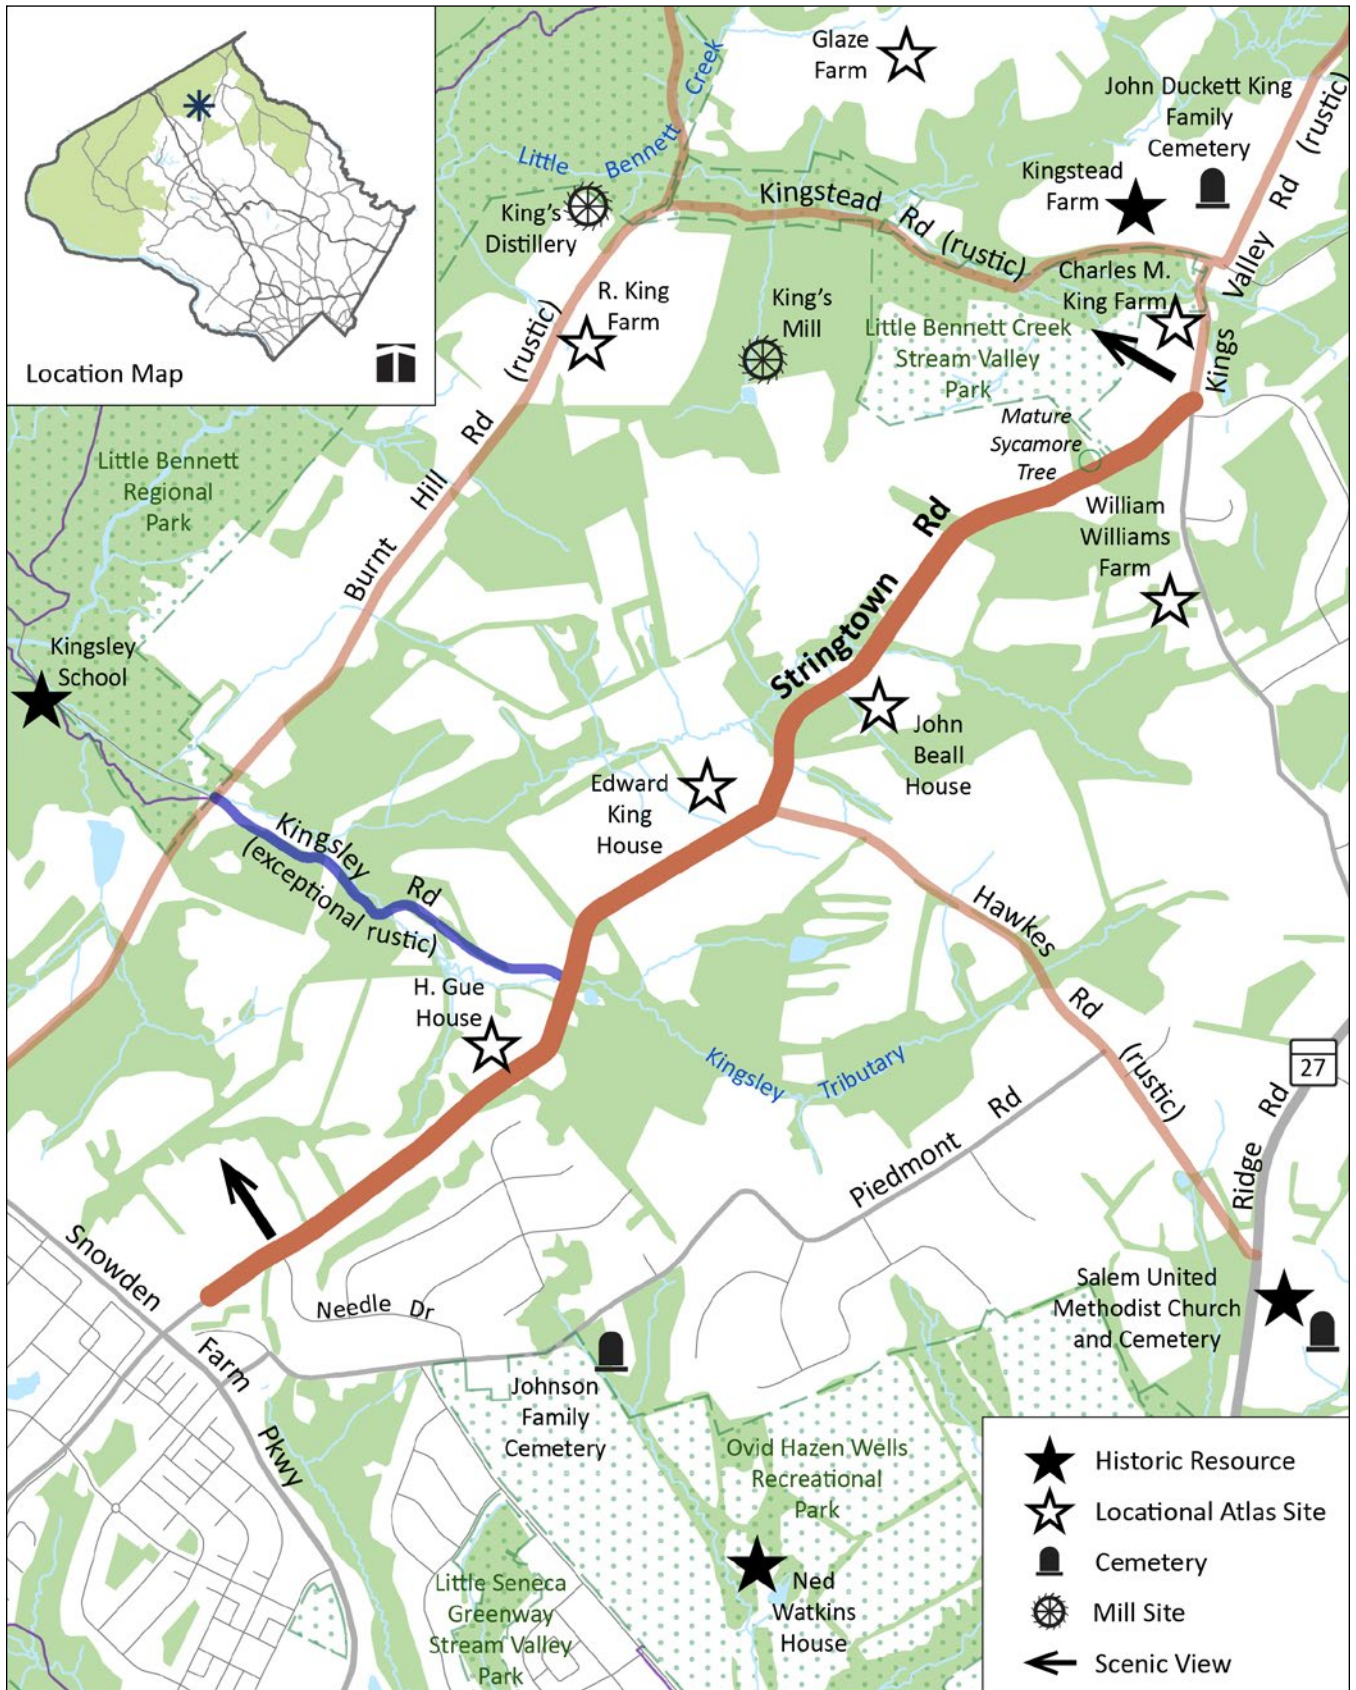 Location Map
Glaze
Farm
John Duckett King
Family
Cemetery
Kingstead
Farm
(rustic)
Rd
Valley
Kings
Little
Bennett
Creek
King's
Distillery
Kingstead
Rd
(rustic)
Charles M.
King Farm
R. King
Farm
King's
Mill
Little Bennett Creek
Stream Valley
Park
(rustic)
Rd
Hill
Burnt
Mature
Sycamore
Tree
Little Bennett
Regional
Park
William
Williams
Farm
Stringtown
Rd
Kingsley
School
John
Beall
House
Edward
King
House
Kingsley
Rd
(exceptional rustic)
Hawkes
Rd
(rustic)
H. Gue
House
Kingsley
Tributary
27
Ridge
Rd
Piedmont
Rd
Snowden
Farm
Pkwy
Needle Dr
Salem United
Methodist Church
and Cemetery
Johnson
Family
Cemetery
Ovid Hazen Wells
Recreational
Park
Ned
Watkins
House
Little Seneca
Greenway
Stream Valley
Park
Historic Resource
Locational Atlas Site
Cemetery
Mill Site
Scenic View